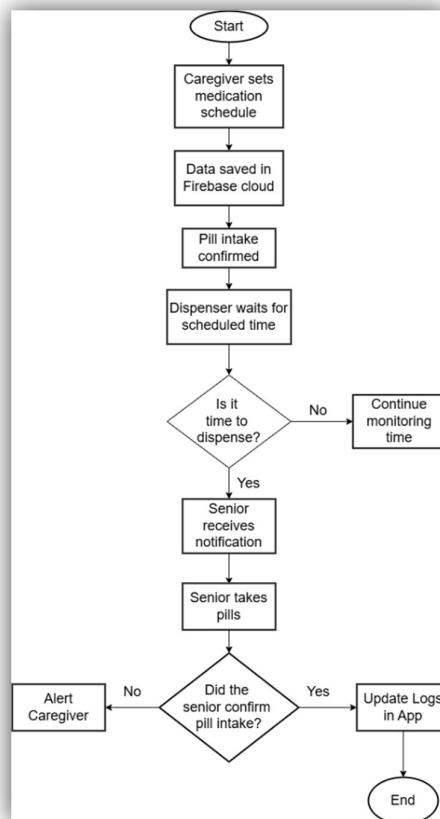 Start
Caregiver sets
medication
schedule
Data saved in
Firebase cloud
Pill intake
confirmed
Dispenser waits for
scheduled time
Is it
time to
dispense?
No
Continue
monitoring
time
Yes
Senior
receives
notification
Senior takes
pills
Did the
senior confirm
pill intake?
No
Alert
Caregiver
Yes
Update Logs
in App
End